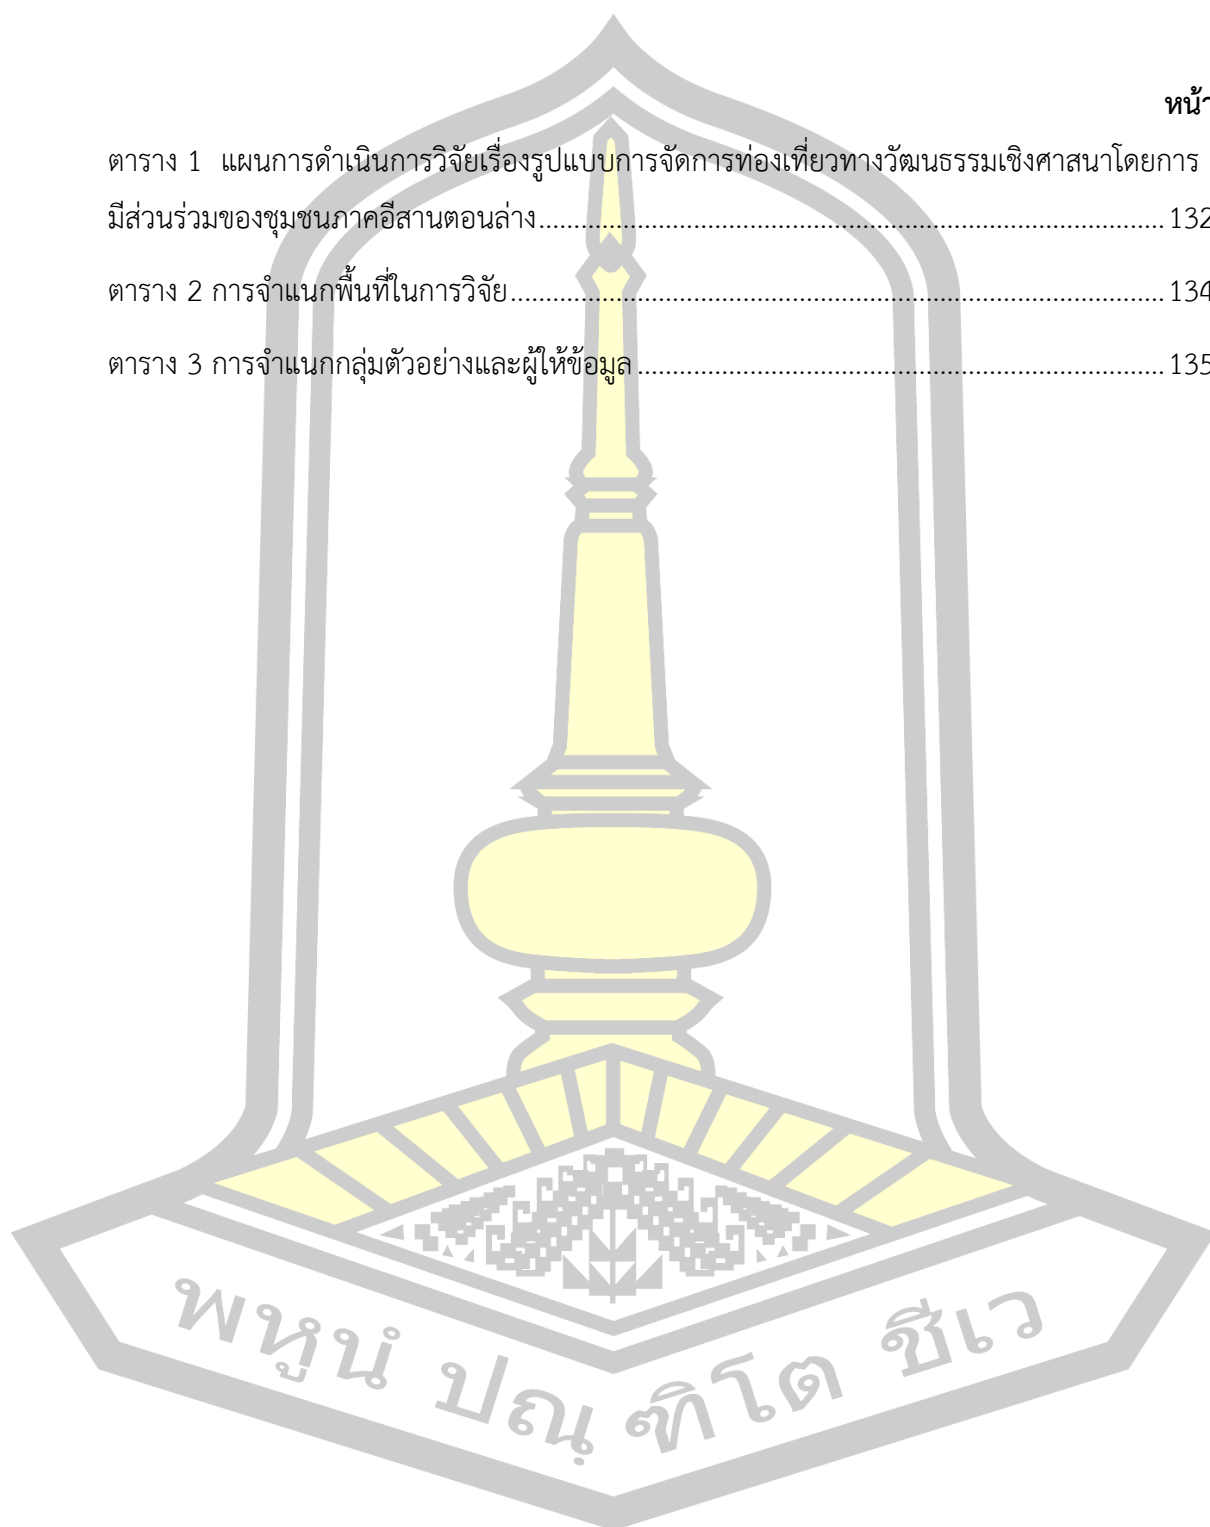 หน้า
ตาราง 1 แผนการดำเนินการวิจัยเรื่องรูปแบบการจัดการท่องเที่ยวทางวัฒนธรรมเชิงศาสนาโดยการ
มีส่วนร่วมของชุมชนภาคอีสานตอนล่าง.......................................................................................... 132
ตาราง 2 การจำแนกพื้นที่ในการวิจัย.............................................................................................. 134
ตาราง 3 การจำแนกกลุ่มตัวอย่างและผู้ให้ข้อมูล............................................................................ 135
พหูนํ ปณฺฑิโต ชีเว